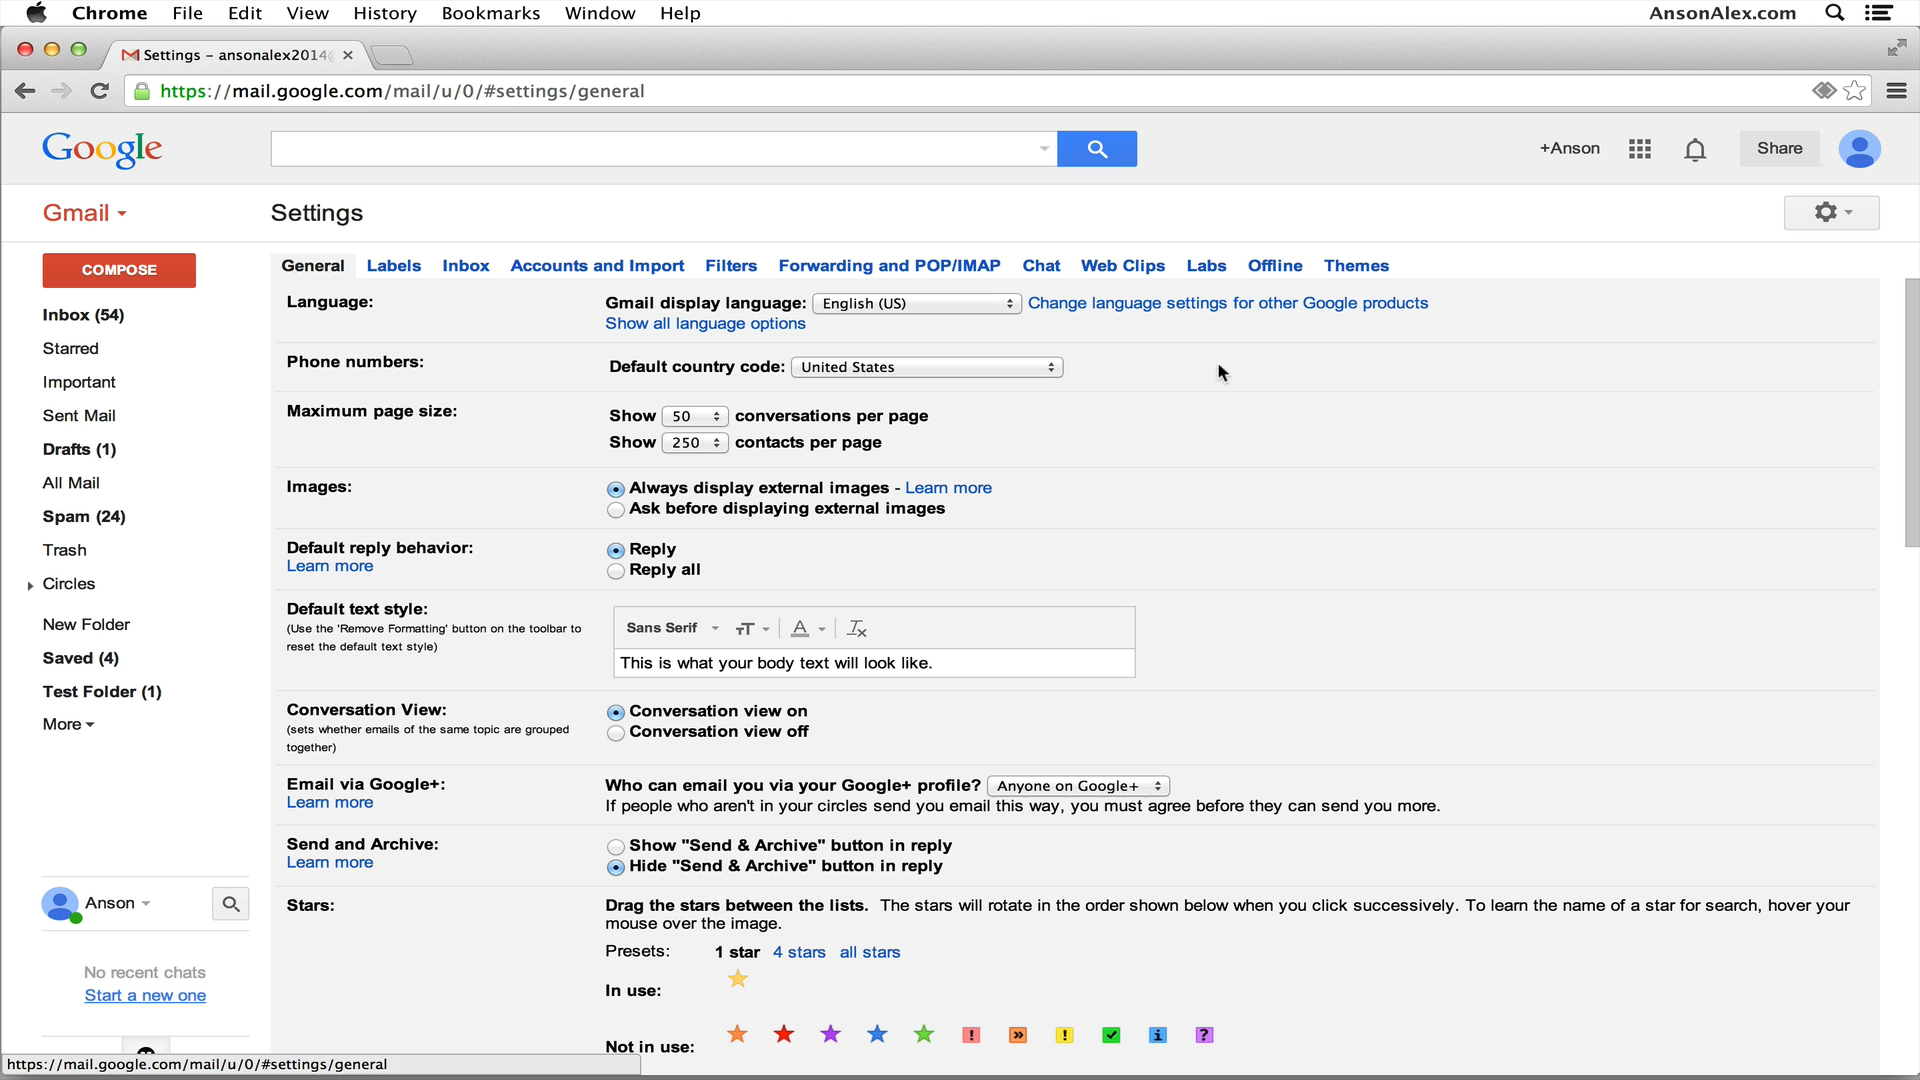 Chrome File Edit View History Bookmarks Window Help AnsonAlex.com
Settings – ansonalex2014
https://mail.google.com/mail/u/0/#settings/general
Google
+Anson Share
Gmail
Settings
COMPOSE
Inbox (54)
Starred
Important
Sent Mail
Drafts (1)
All Mail
Spam (24)
Trash
Circles
New Folder
Saved (4)
Test Folder (1)
More
Anson
No recent chats
Start a new one
General Labels Inbox Accounts and Import Filters Forwarding and POP/IMAP Chat Web Clips Labs Offline Themes
Language:
Gmail display language: English (US) Change language settings for other Google products
Show all language options
Phone numbers:
Default country code: United States
Maximum page size:
Show 50 conversations per page
Show 250 contacts per page
Images:
Always display external images - Learn more
Ask before displaying external images
Default reply behavior:
Learn more
Reply
Reply all
Default text style:
(Use the 'Remove Formatting' button on the toolbar to
reset the default text style)
Sans Serif
This is what your body text will look like.
Conversation View:
(sets whether emails of the same topic are grouped
together)
Conversation view on
Conversation view off
Email via Google+:
Learn more
Who can email you via your Google+ profile? Anyone on Google+
If people who aren't in your circles send you email this way, you must agree before they can send you more.
Send and Archive:
Learn more
Show "Send & Archive" button in reply
Hide "Send & Archive" button in reply
Stars:
Drag the stars between the lists. The stars will rotate in the order shown below when you click successively. To learn the name of a star for search, hover your
mouse over the image.
Presets: 1 star 4 stars all stars
In use:
Not in use:
https://mail.google.com/mail/u/0/#settings/general